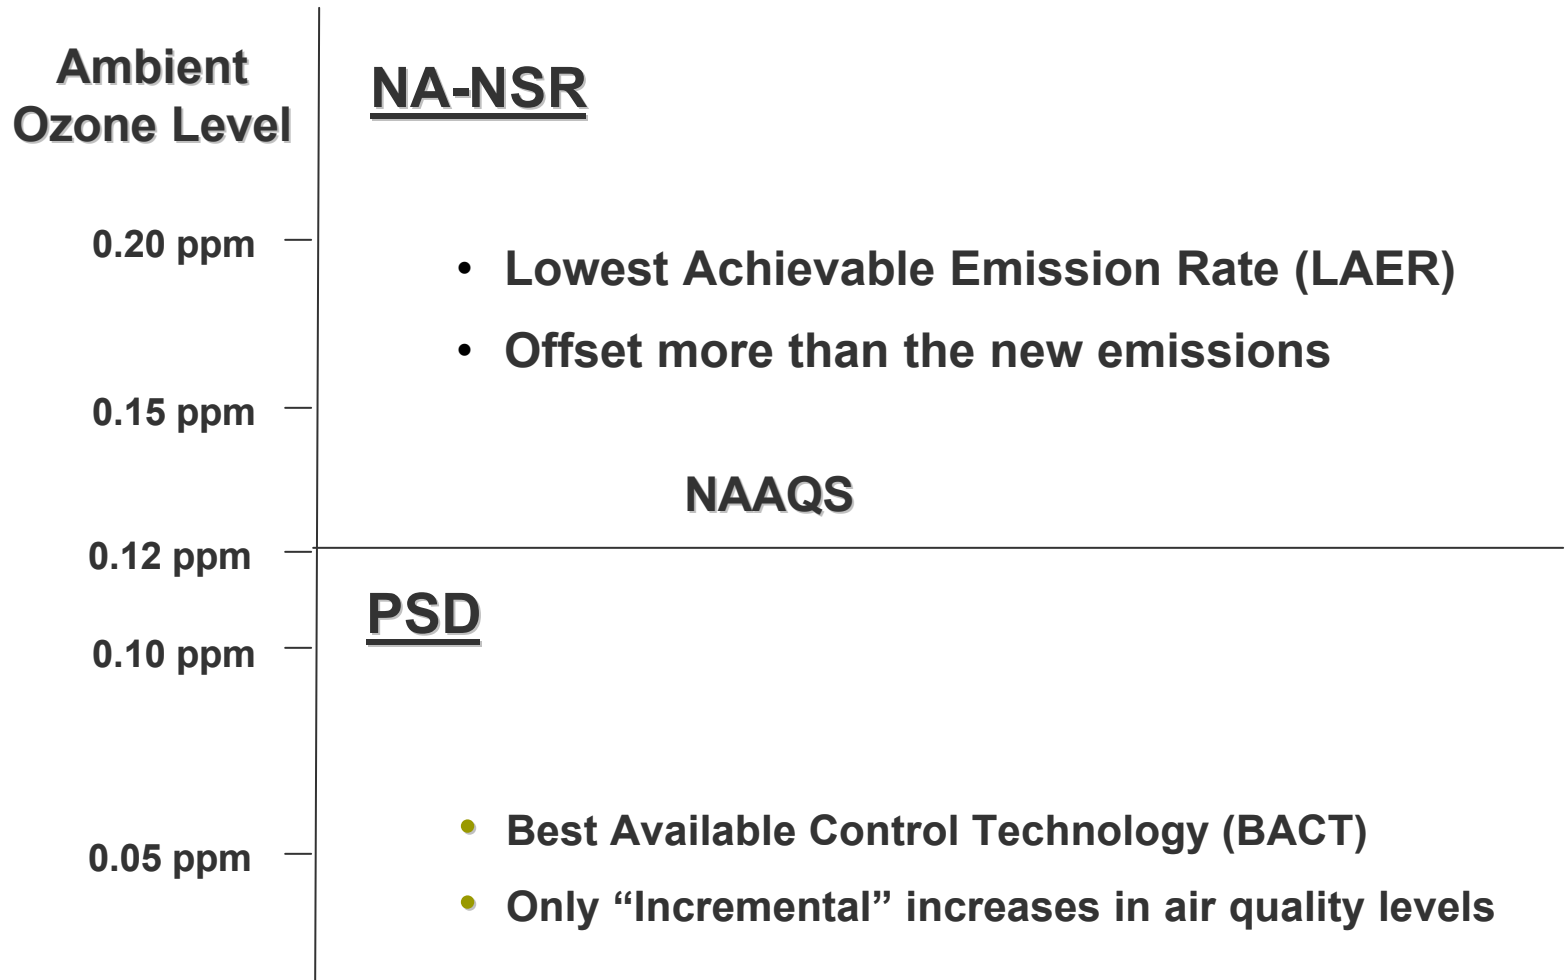 Ambient
Ozone Level
NA-NSR
0.20 ppm
• Lowest Achievable Emission Rate (LAER)
• Offset more than the new emissions
0.15 ppm
NAAQS
0.12 ppm
PSD
0.10 ppm
• Best Available Control Technology (BACT)
0.05 ppm
• Only “Incremental” increases in air quality levels